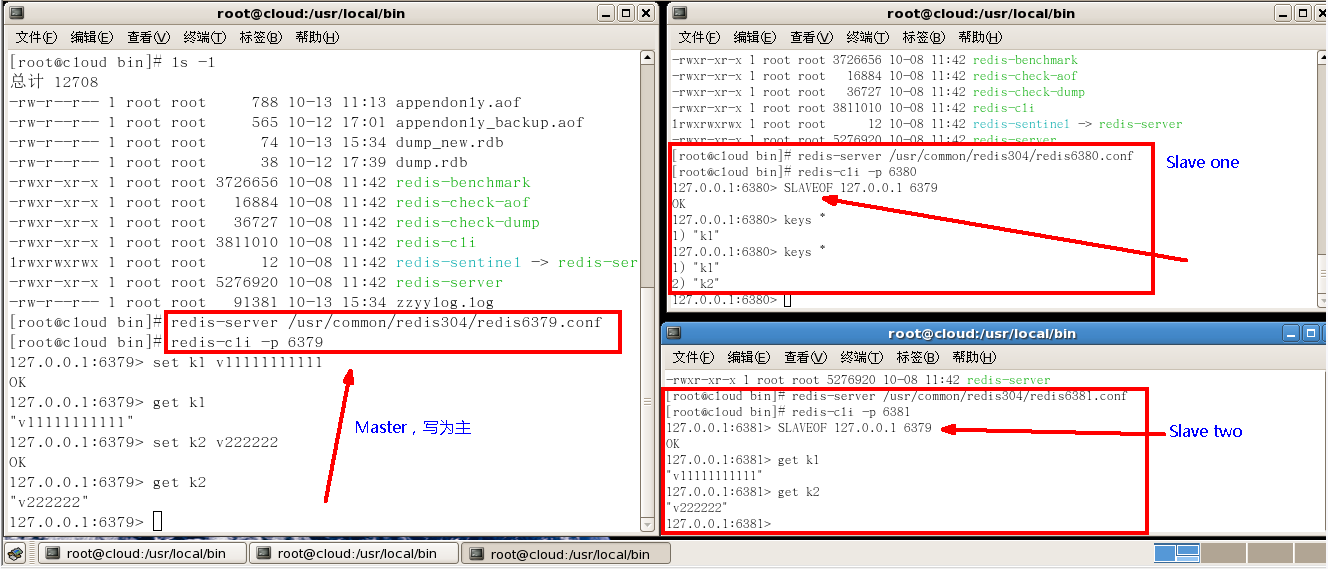 root@cloud:/usr/local/bin
文件(F) 编辑(E) 查看(V) 终端(T) 标签(B) 帮助(H)
[root@cloud bin]# ls -l
总计 12708
-rw-r--r-- 1 root root     788 10-13 11:13 appendonly.aof
-rw-r--r-- 1 root root     565 10-12 17:01 appendonly_backup.aof
-rw-r--r-- 1 root root      74 10-13 15:34 dump_new.rdb
-rw-r--r-- 1 root root      38 10-12 17:39 dump.rdb
-rwxr-xr-x 1 root root 3726656 10-08 11:42 redis-benchmark
-rwxr-xr-x 1 root root   16884 10-08 11:42 redis-check-aof
-rwxr-xr-x 1 root root   36727 10-08 11:42 redis-check-dump
-rwxr-xr-x 1 root root 3811010 10-08 11:42 redis-cli
lrwxrwxrwx 1 root root      12 10-08 11:42 redis-sentinel -> redis-ser
-rwxr-xr-x 1 root root 5276920 10-08 11:42 redis-server
-rw-r--r-- 1 root root   91381 10-13 15:34 zzyylog.log
[root@cloud bin]# redis-server /usr/common/redis304/redis6379.conf
[root@cloud bin]# redis-cli -p 6379
127.0.0.1:6379> set k1 v11111111111
OK
127.0.0.1:6379> get k1
"v11111111111"
127.0.0.1:6379> set k2 v222222
OK
127.0.0.1:6379> get k2
"v222222"
127.0.0.1:6379>
Master，写为主
root@cloud:/usr/local/bin
文件(F) 编辑(E) 查看(V) 终端(T) 标签(B) 帮助(H)
-rwxr-xr-x 1 root root 3726656 10-08 11:42 redis-benchmark
-rwxr-xr-x 1 root root   16884 10-08 11:42 redis-check-aof
-rwxr-xr-x 1 root root   36727 10-08 11:42 redis-check-dump
-rwxr-xr-x 1 root root 3811010 10-08 11:42 redis-cli
lrwxrwxrwx 1 root root      12 10-08 11:42 redis-sentinel -> redis-server
-rwxr-xr-x 1 root root 5276920 10-08 11:42 redis-server
[root@cloud bin]# redis-server /usr/common/redis304/redis6380.conf
[root@cloud bin]# redis-cli -p 6380
127.0.0.1:6380> SLAVEOF 127.0.0.1 6379
OK
127.0.0.1:6380> keys *
1) "k1"
127.0.0.1:6380> keys *
1) "k1"
2) "k2"
127.0.0.1:6380>
Slave one
root@cloud:/usr/local/bin
文件(F) 编辑(E) 查看(V) 终端(T) 标签(B) 帮助(H)
-rwxr-xr-x 1 root root 5276920 10-08 11:42 redis-server
[root@cloud bin]# redis-server /usr/common/redis304/redis6381.conf
[root@cloud bin]# redis-cli -p 6381
127.0.0.1:6381> SLAVEOF 127.0.0.1 6379
OK
127.0.0.1:6381> get k1
"v11111111111"
127.0.0.1:6381> get k2
"v222222"
127.0.0.1:6381>
Slave two
root@cloud:/usr/local/bin
root@cloud:/usr/local/bin
root@cloud:/usr/local/bin